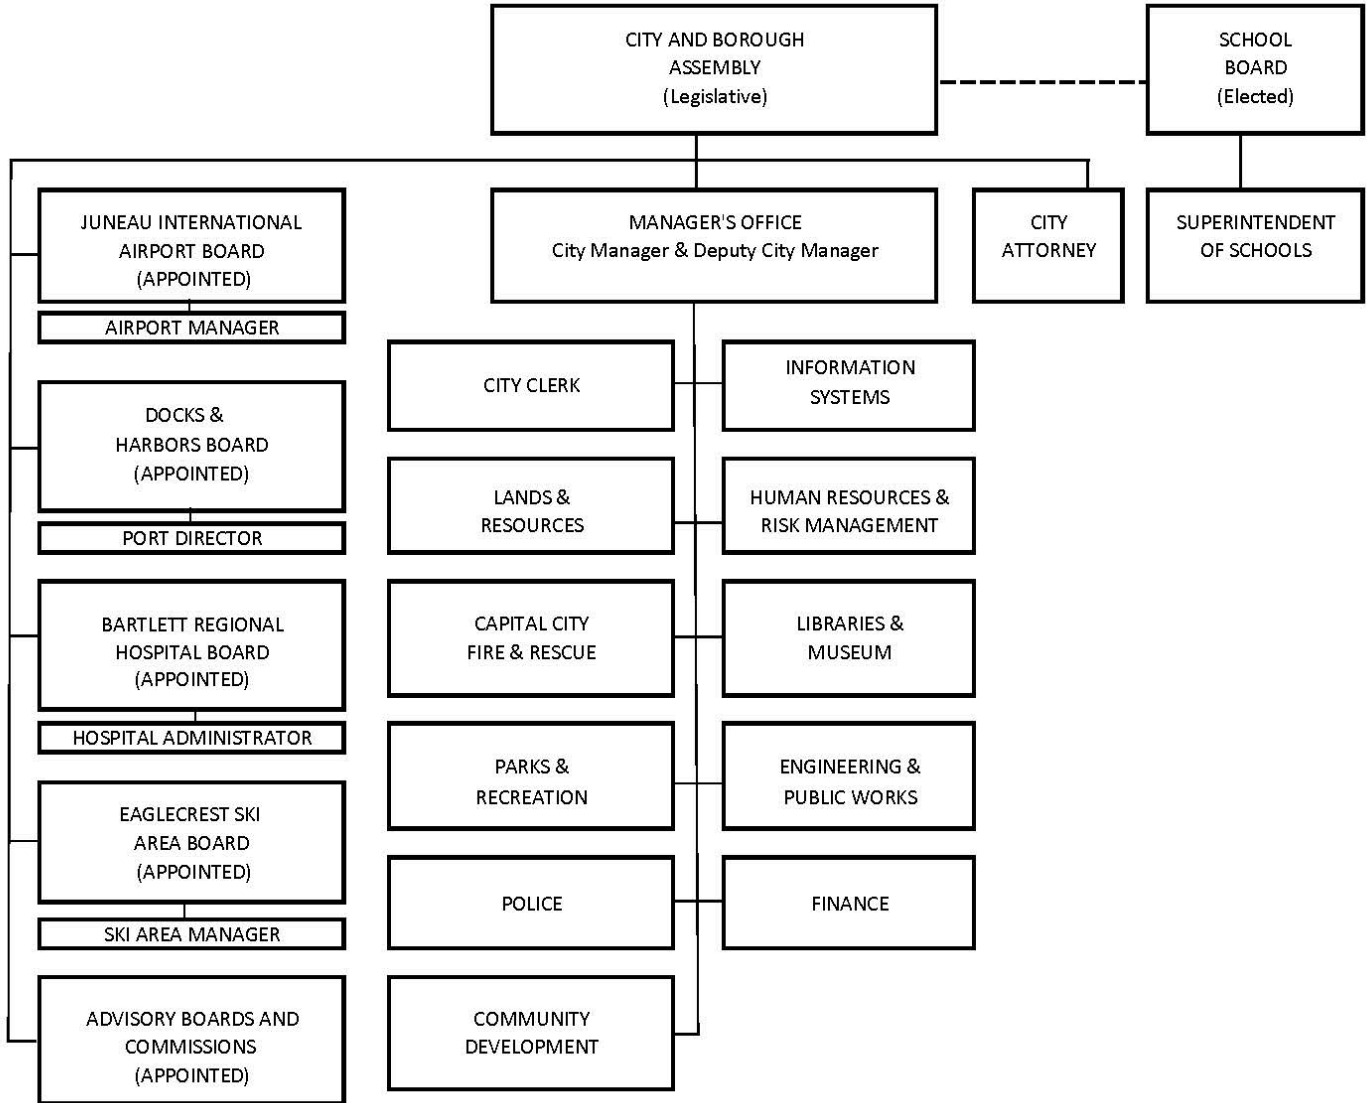 CITY AND BOROUGH
ASSEMBLY
(Legislative)
SCHOOL
BOARD
(Elected)
JUNEAU INTERNATIONAL
AIRPORT BOARD
(APPOINTED)
AIRPORT MANAGER
MANAGER'S OFFICE
City Manager & Deputy City Manager
CITY
ATTORNEY
SUPERINTENDENT
OF SCHOOLS
DOCKS &
HARBORS BOARD
(APPOINTED)
PORT DIRECTOR
BARTLETT REGIONAL
HOSPITAL BOARD
(APPOINTED)
HOSPITAL ADMINISTRATOR
EAGLECREST SKI
AREA BOARD
(APPOINTED)
SKI AREA MANAGER
ADVISORY BOARDS AND
COMMISSIONS
(APPOINTED)
CITY CLERK
INFORMATION
SYSTEMS
LANDS &
RESOURCES
HUMAN RESOURCES &
RISK MANAGEMENT
CAPITAL CITY
FIRE & RESCUE
LIBRARIES &
MUSEUM
PARKS &
RECREATION
ENGINEERING &
PUBLIC WORKS
POLICE
FINANCE
COMMUNITY
DEVELOPMENT